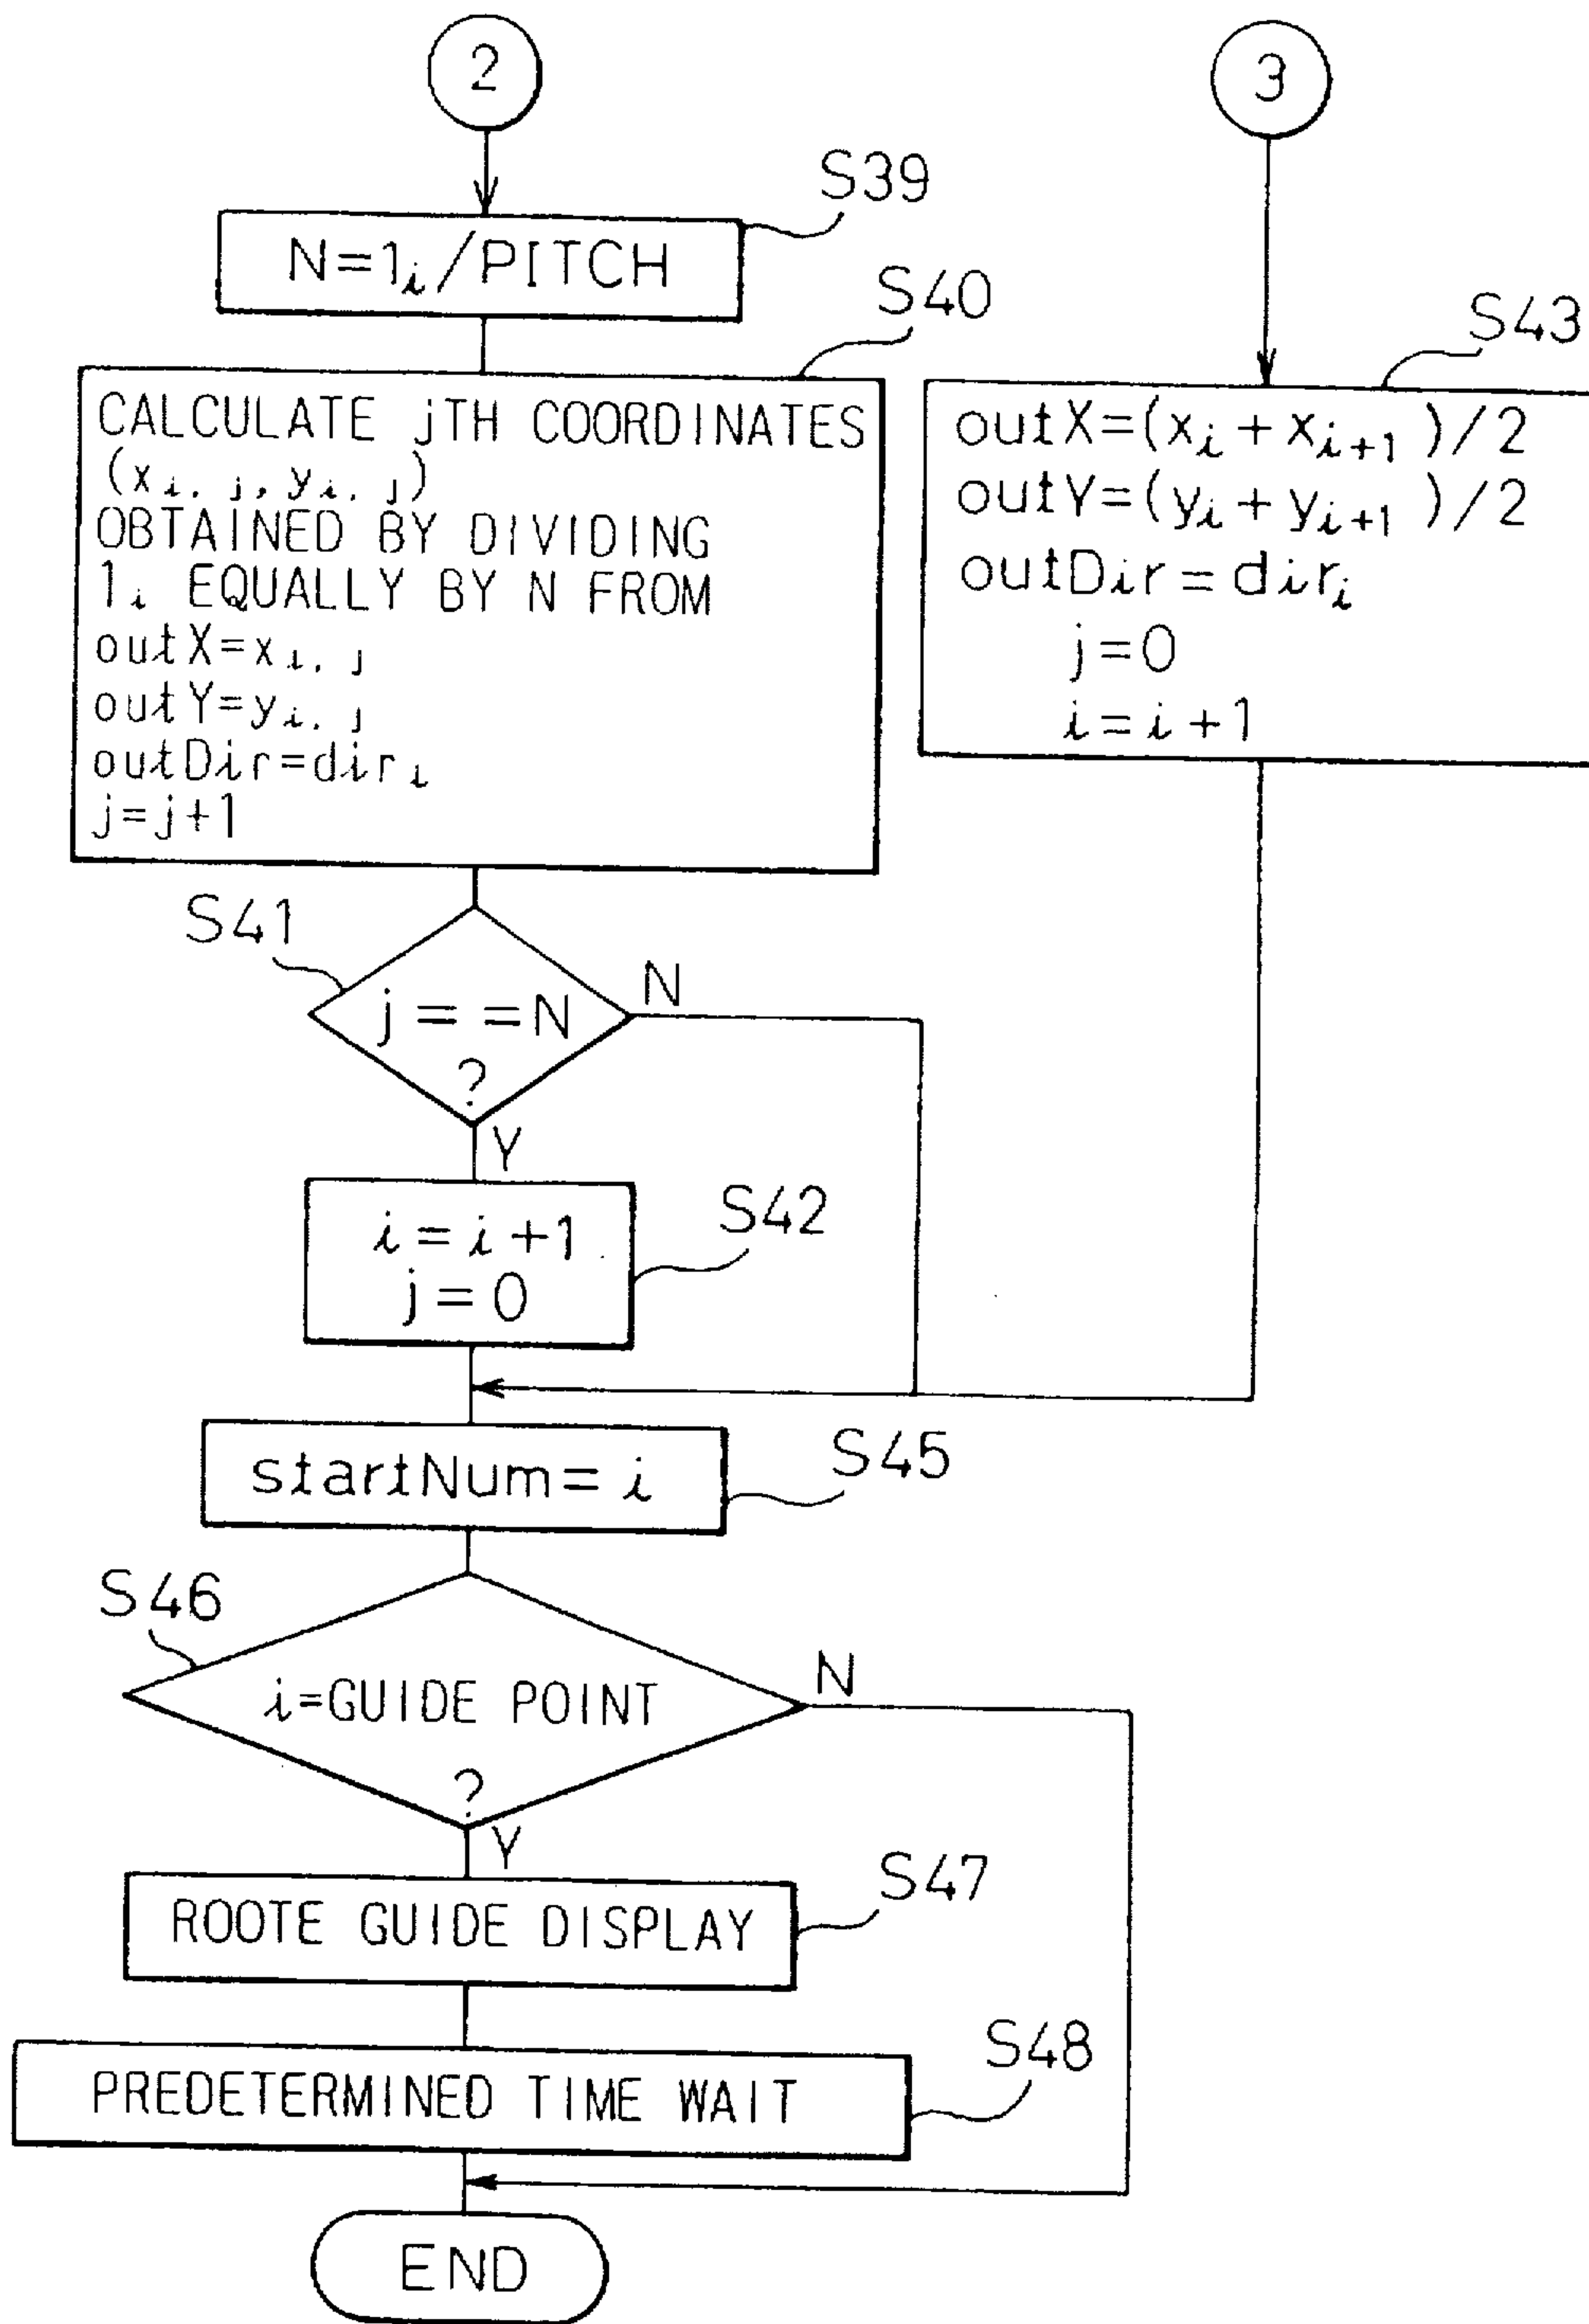 2
S39
N=1i/PITCH
S40
CALCULATE jTH COORDINATES
(xi, j, yi, j)
OBTAINED BY DIVIDING
1i EQUALLY BY N FROM
outX=xi, j
outY=yi, j
outDir=diri
j=j+1
S41
j==N
?
N
Y
i=i+1
j=0
S42
3
S43
outX=(xi+xi+1)/2
outY=(yi+yi+1)/2
outDir=diri
j=0
i=i+1
startNum=i
S45
S46
i=GUIDE POINT
?
N
Y
ROOTE GUIDE DISPLAY
S47
PREDETERMINED TIME WAIT
S48
END